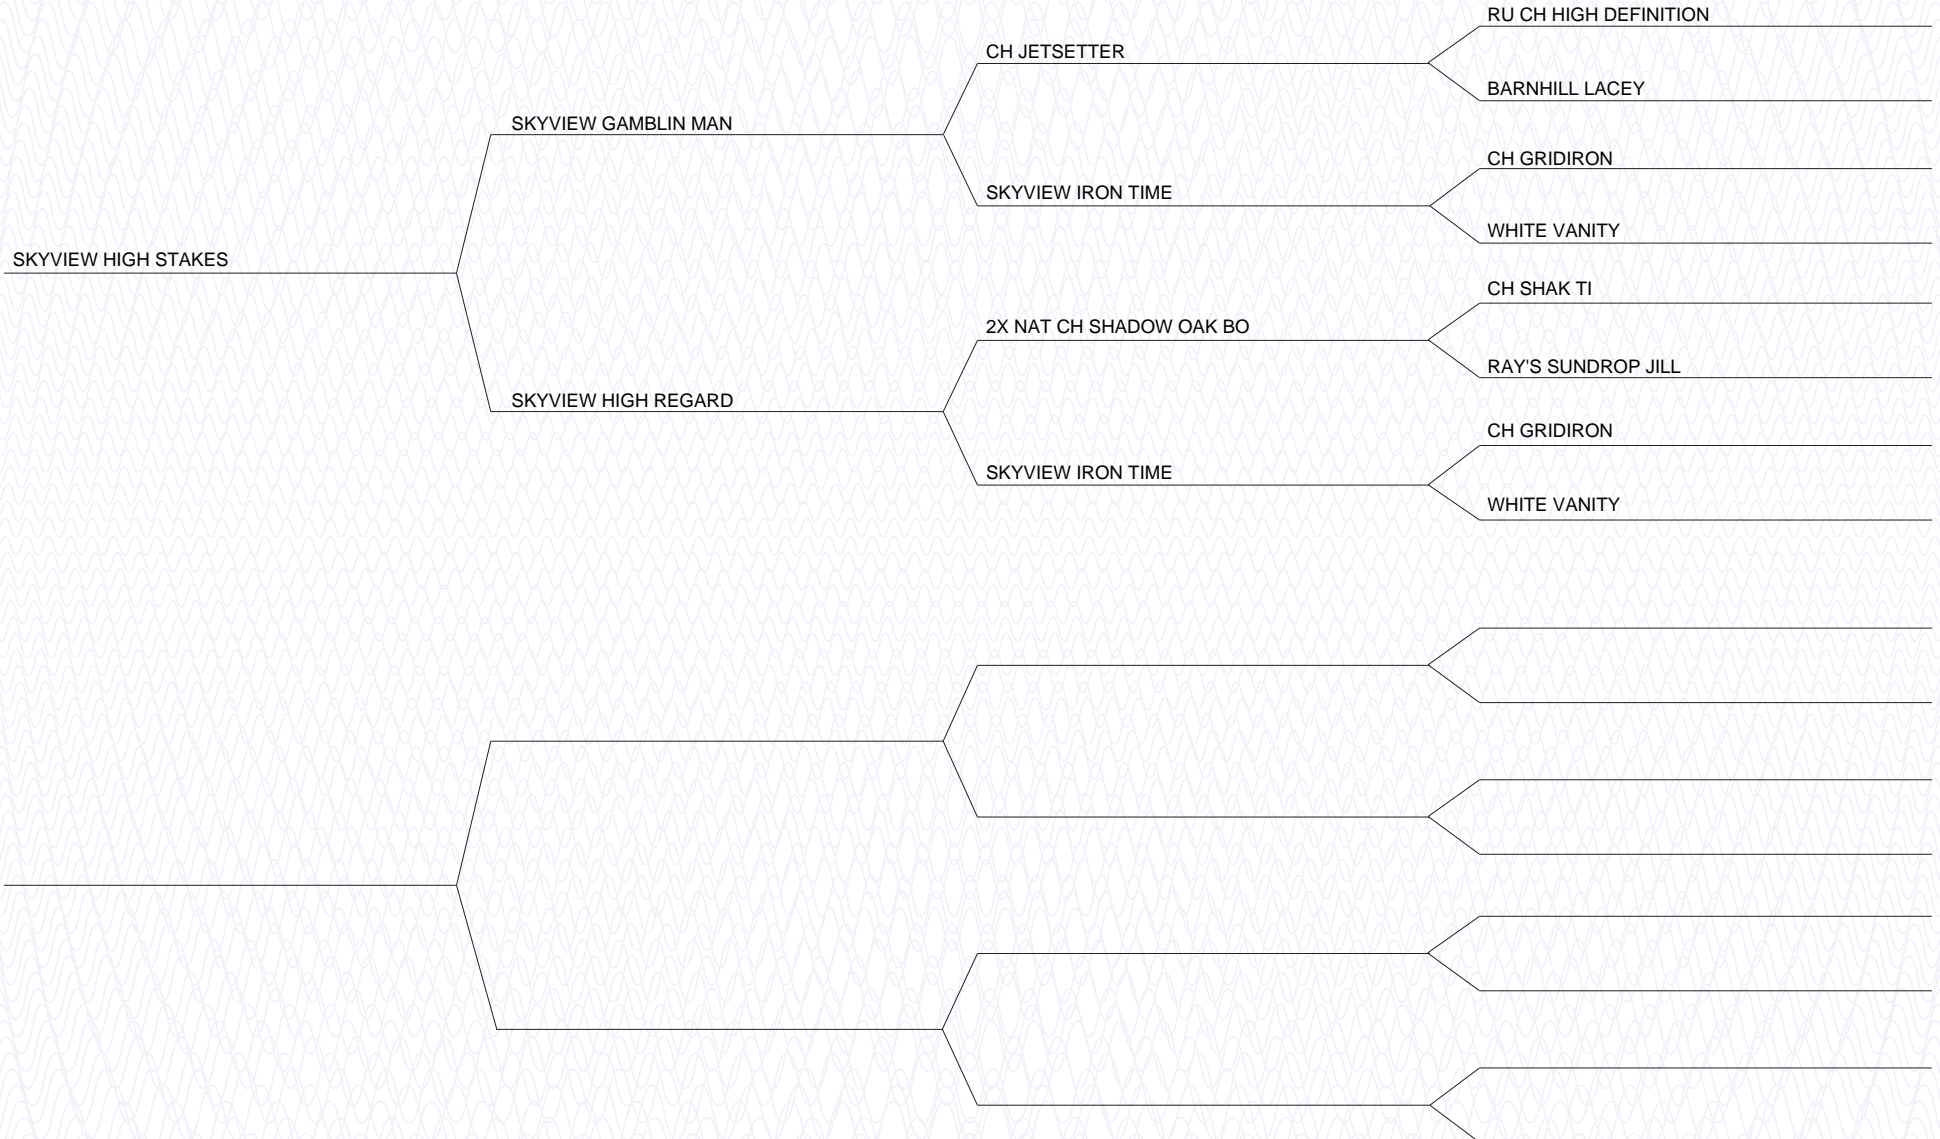 RU CH HIGH DEFINITION
CH JETSETTER
BARNHILL LACEY
SKYVIEW GAMBLIN MAN
CH GRIDIRON
SKYVIEW IRON TIME
WHITE VANITY
SKYVIEW HIGH STAKES
CH SHAK TI
2X NAT CH SHADOW OAK BO
RAY'S SUNDROP JILL
SKYVIEW HIGH REGARD
CH GRIDIRON
SKYVIEW IRON TIME
WHITE VANITY